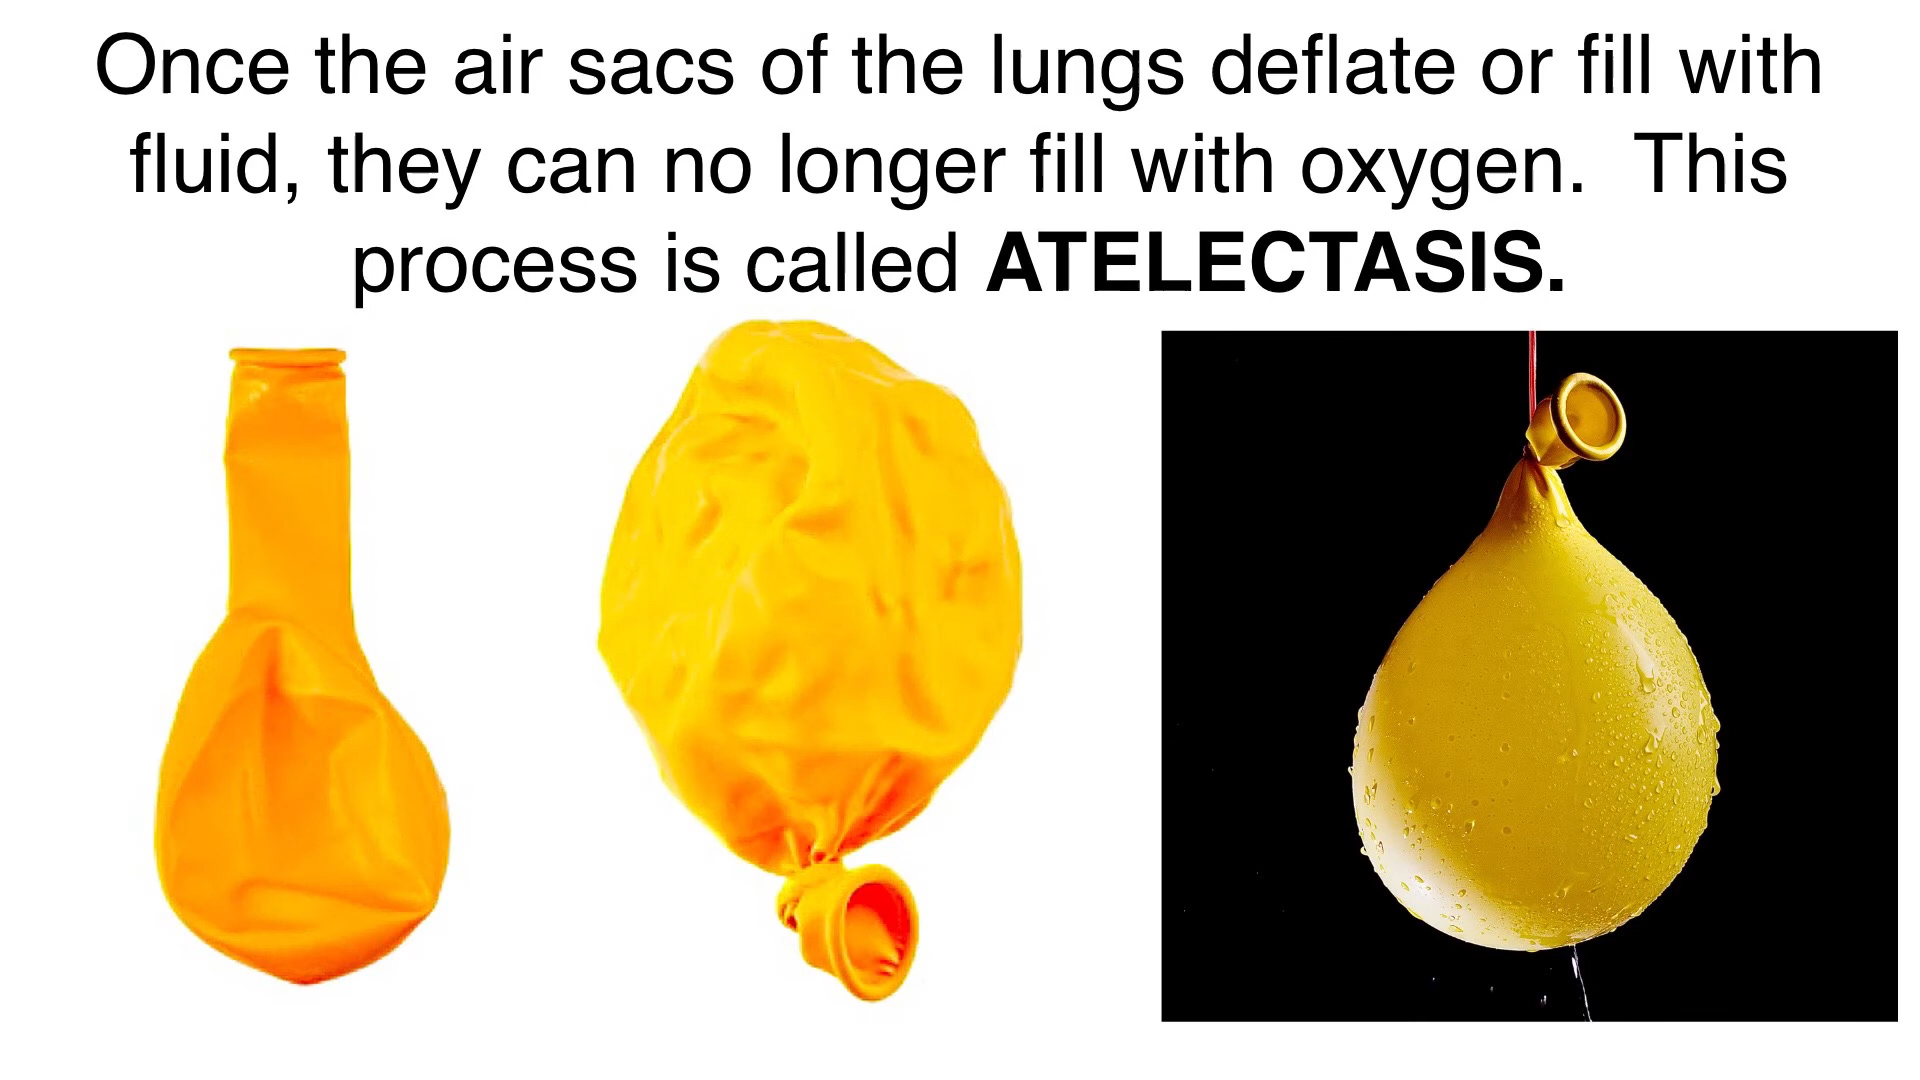 Once the air sacs of the lungs deflate or fill with
fluid, they can no longer fill with oxygen.  This
process is called ATELECTASIS.